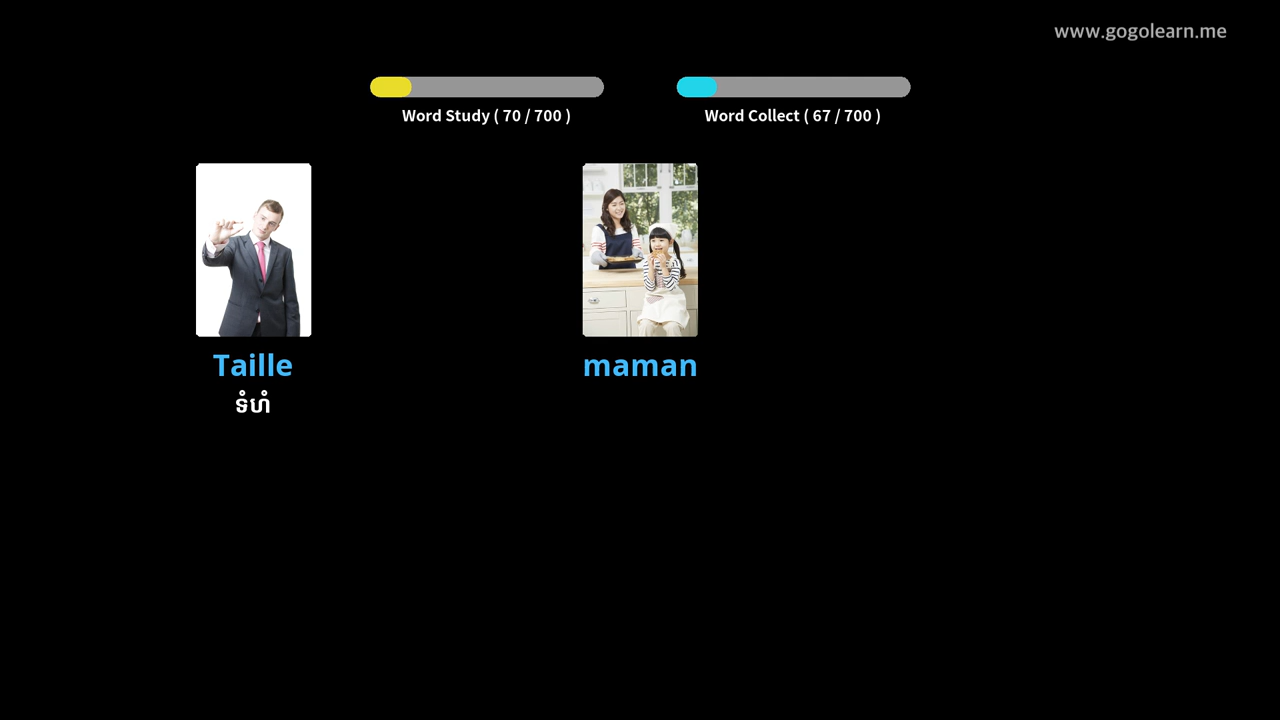 www.gogolearn.me
Word Study ( 70 / 700 )
Word Collect ( 67 / 700 )
Taille
ទំហំ
maman